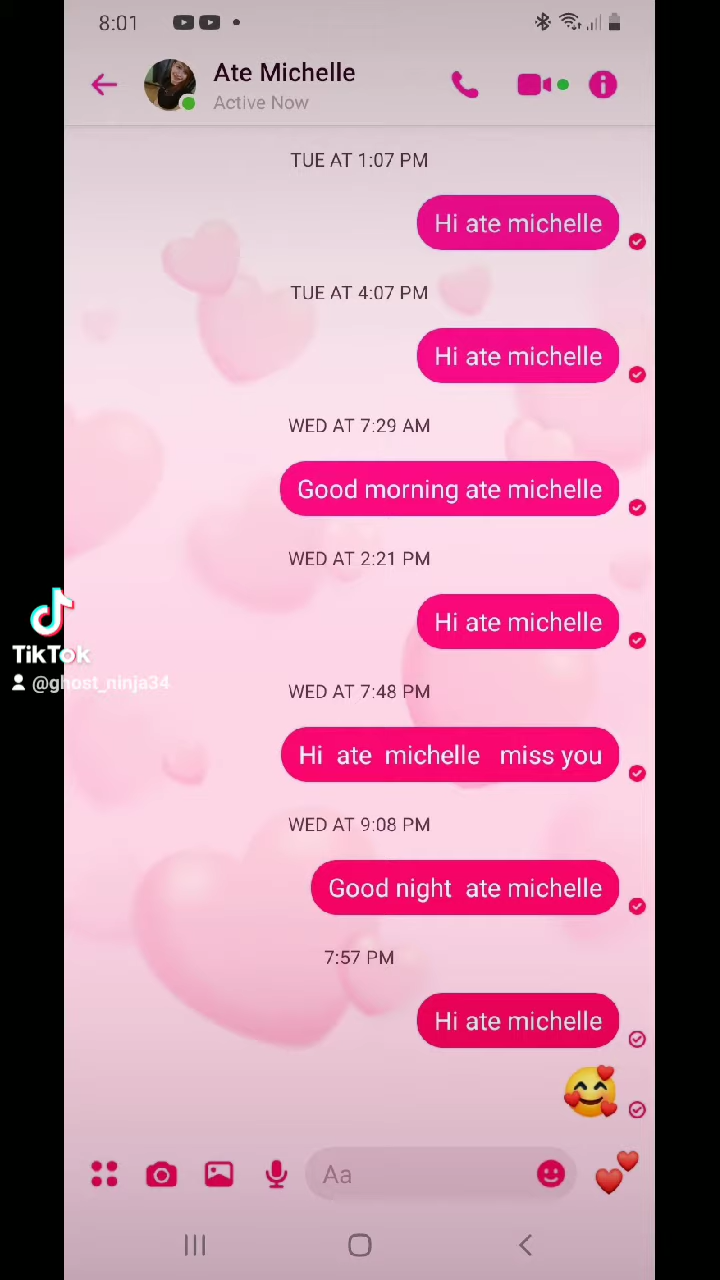 8:01
Ate Michelle
Active Now
TUE AT 1:07 PM
Hi ate michelle
TUE AT 4:07 PM
Hi ate michelle
WED AT 7:29 AM
Good morning ate michelle
WED AT 2:21 PM
Hi ate michelle
TikTok
@ghost_ninja34
WED AT 7:48 PM
Hi ate michelle miss you
WED AT 9:08 PM
Good night ate michelle
7:57 PM
Hi ate michelle
Aa